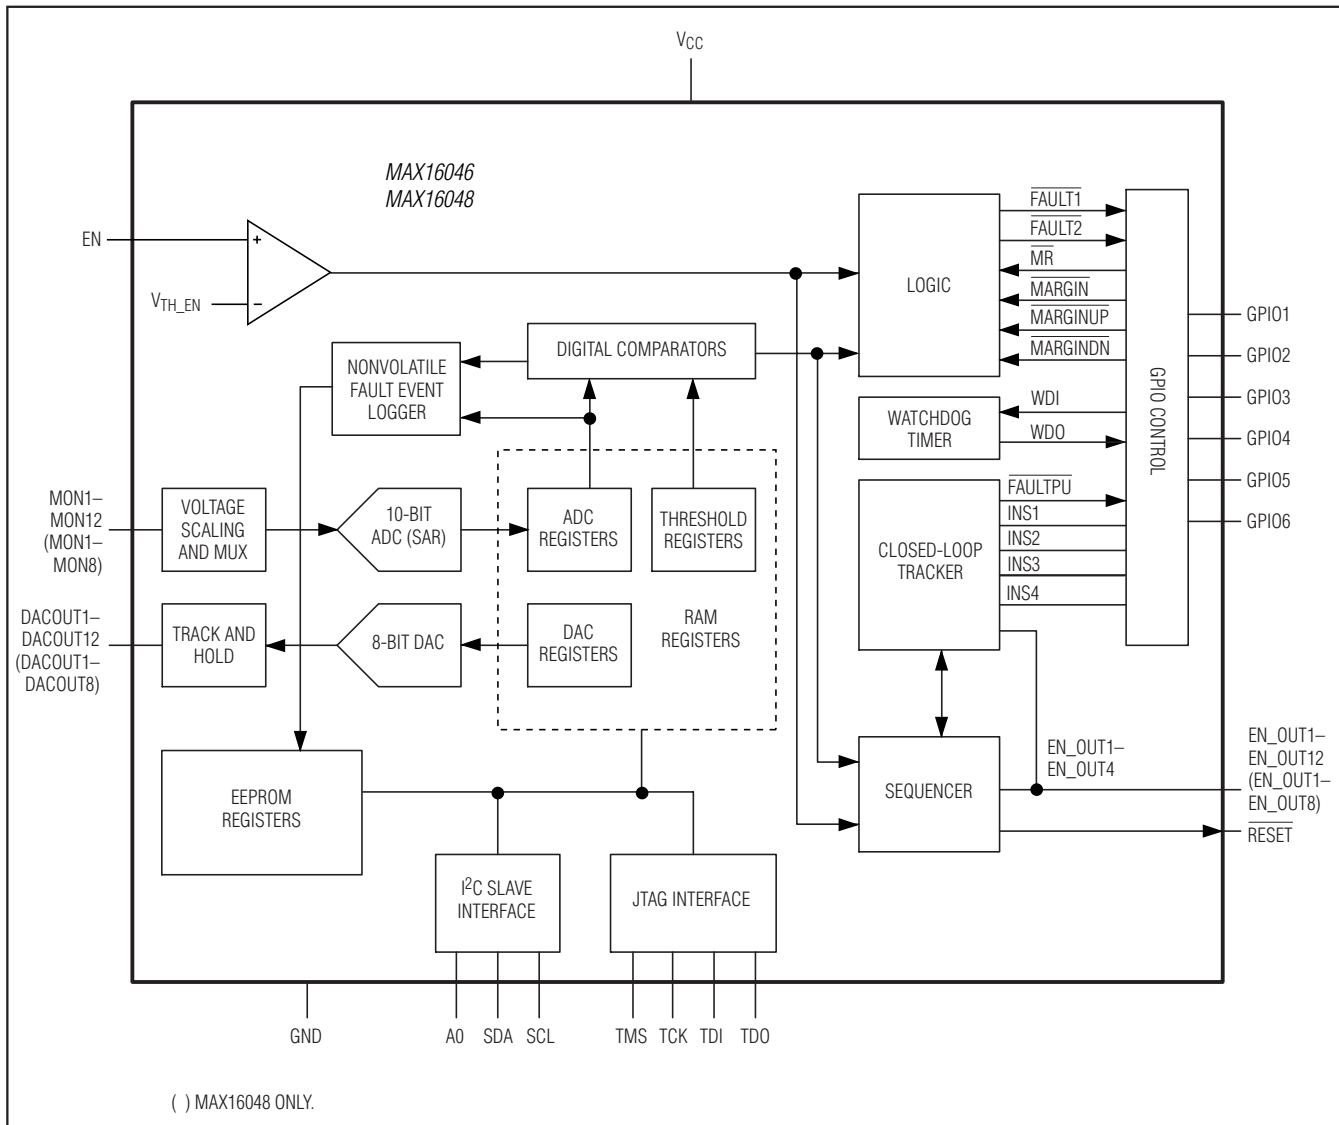 VCC
MAX16046
MAX16048
EN
VTH_EN
+
−
LOGIC
FAULT1
FAULT2
MR
MARGIN
MARGINUP
MARGINDN
GPIO CONTROL
GPIO1
GPIO2
GPIO3
GPIO4
GPIO5
GPIO6
DIGITAL COMPARATORS
NONVOLATILE
FAULT EVENT
LOGGER
WATCHDOG
TIMER
WDI
WDO
MON1–
MON12
(MON1–
MON8)
VOLTAGE
SCALING
AND MUX
10-BIT
ADC (SAR)
ADC
REGISTERS
THRESHOLD
REGISTERS
CLOSED-LOOP
TRACKER
FAULTPU
INS1
INS2
INS3
INS4
DACOUT1–
DACOUT12
(DACOUT1–
DACOUT8)
TRACK AND
HOLD
8-BIT DAC
DAC
REGISTERS
RAM
REGISTERS
EEPROM
REGISTERS
SEQUENCER
EN_OUT1–
EN_OUT4
EN_OUT1–
EN_OUT12
(EN_OUT1–
EN_OUT8)
RESET
I2C SLAVE
INTERFACE
JTAG INTERFACE
GND
A0
SDA
SCL
TMS
TCK
TDI
TDO
( ) MAX16048 ONLY.